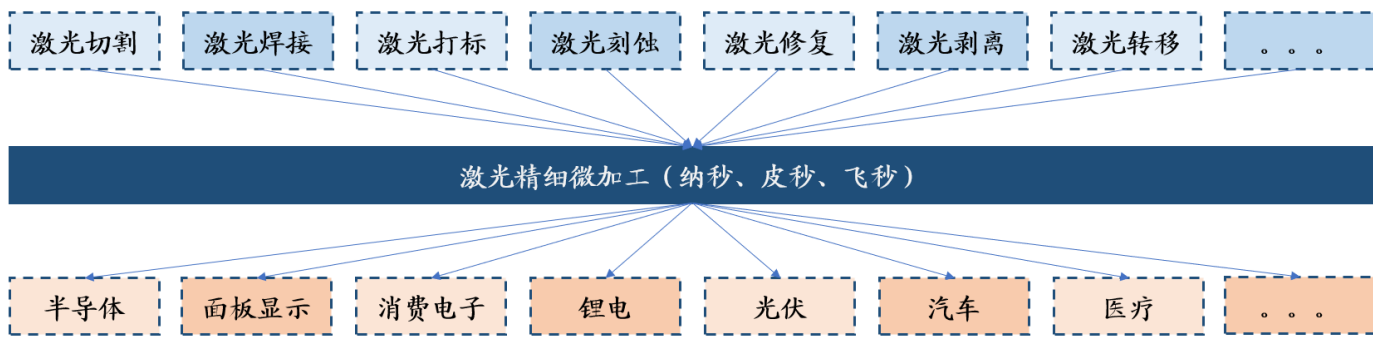 激光切割 激光焊接 激光打标 激光刻蚀 激光修复 激光剥离 激光转移 。。。
激光精细微加工（纳秒、皮秒、飞秒）
半导体 面板显示 消费电子 锂电 光伏 汽车 医疗 。。。